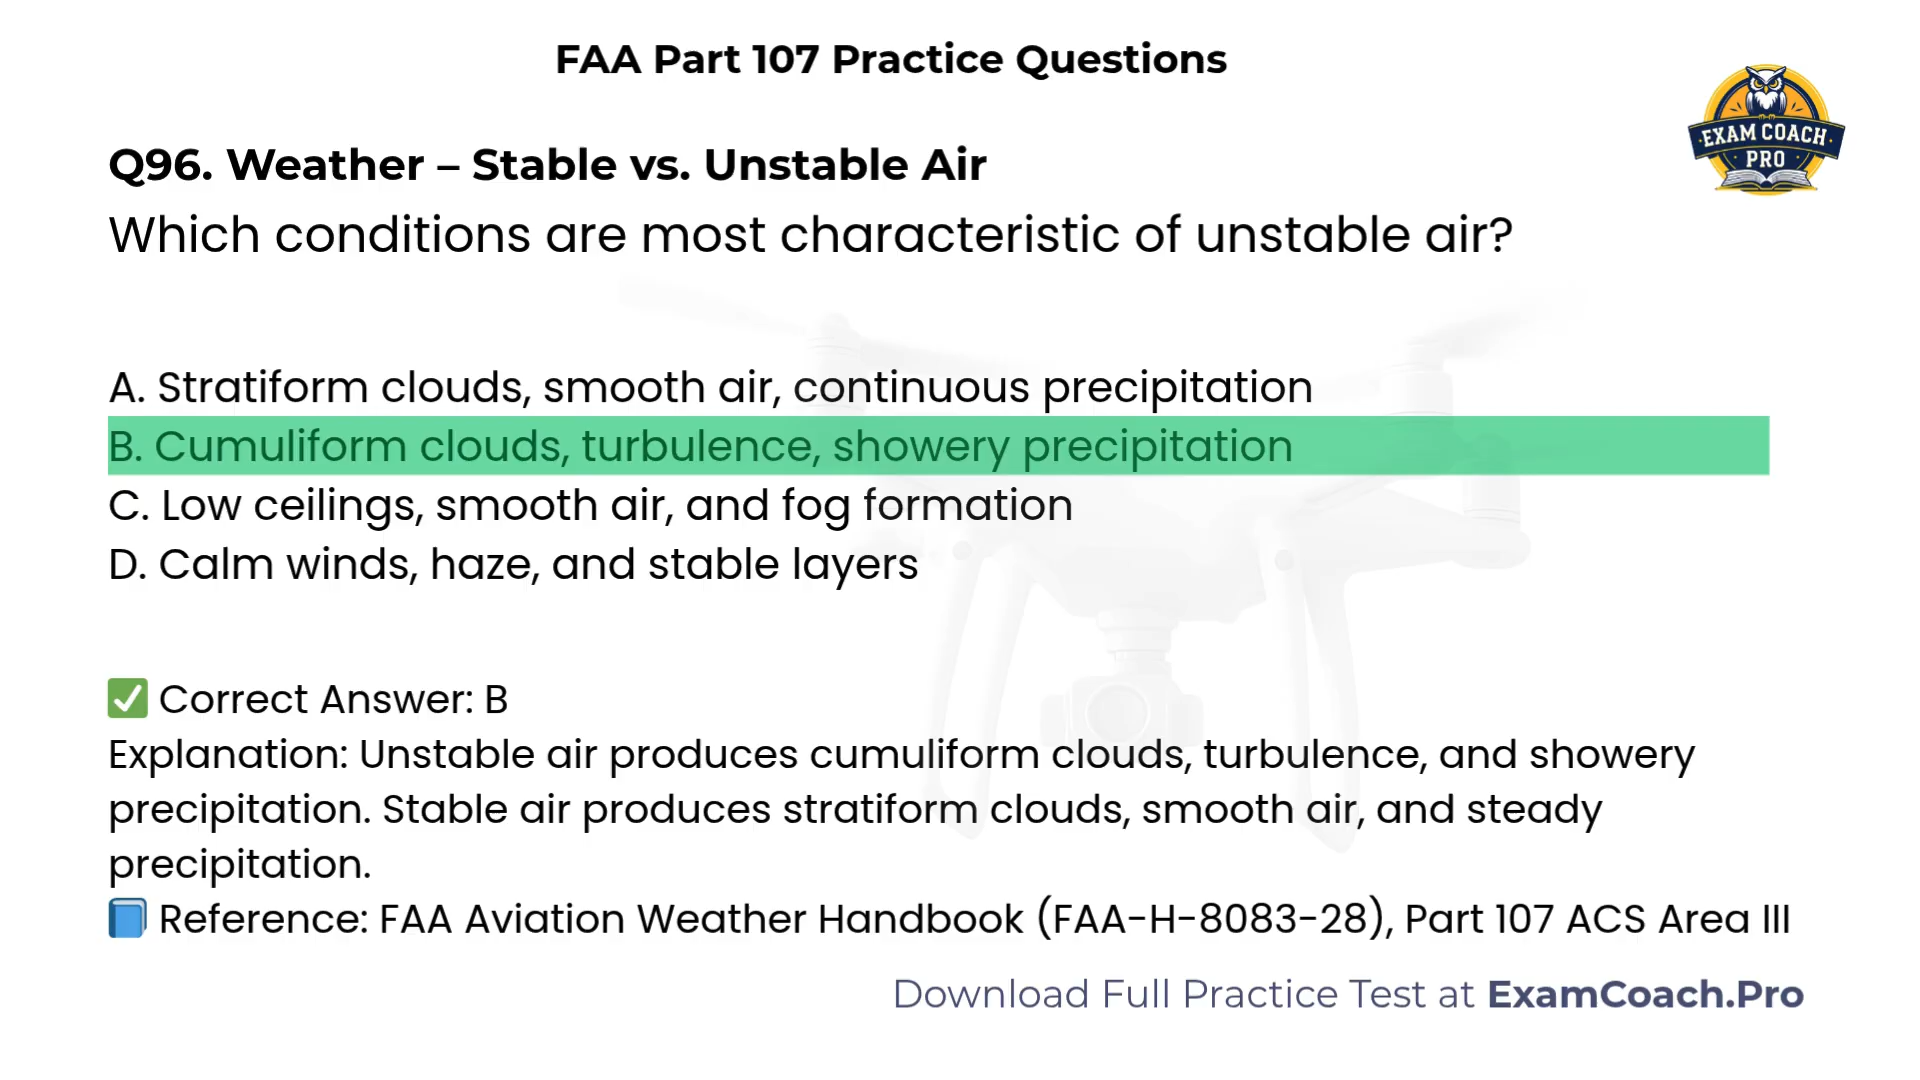 FAA Part 107 Practice Questions
EXAM COACH
PRO
Q96. Weather – Stable vs. Unstable Air
Which conditions are most characteristic of unstable air?
A. Stratiform clouds, smooth air, continuous precipitation
B. Cumuliform clouds, turbulence, showery precipitation
C. Low ceilings, smooth air, and fog formation
D. Calm winds, haze, and stable layers
✅ Correct Answer: B
Explanation: Unstable air produces cumuliform clouds, turbulence, and showery
precipitation. Stable air produces stratiform clouds, smooth air, and steady
precipitation.
📘 Reference: FAA Aviation Weather Handbook (FAA-H-8083-28), Part 107 ACS Area III
Download Full Practice Test at ExamCoach.Pro